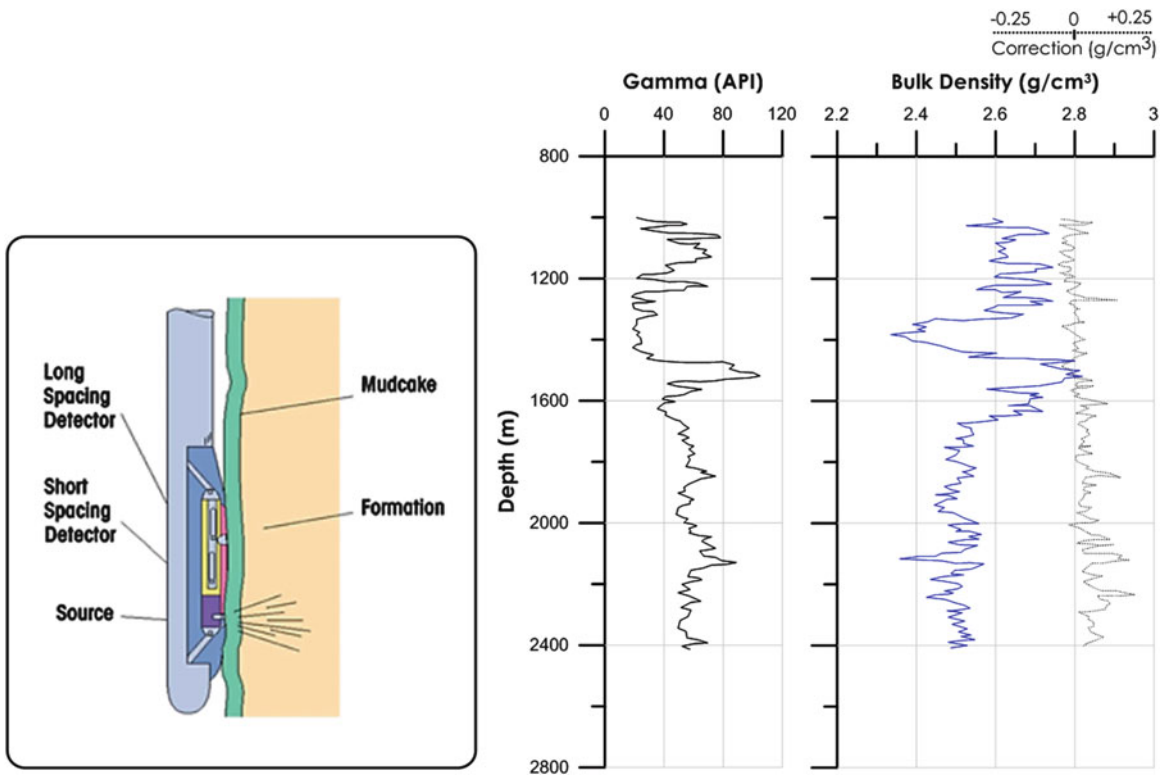 -0.25 0 +0.25
Correction (g/cm³)
Gamma (API)
Bulk Density (g/cm³)
0 40 80 120
2.2 2.4 2.6 2.8 3
800
1200
1600
2000
2400
2800
Depth (m)
Long
Spacing
Detector
Short
Spacing
Detector
Source
Mudcake
Formation